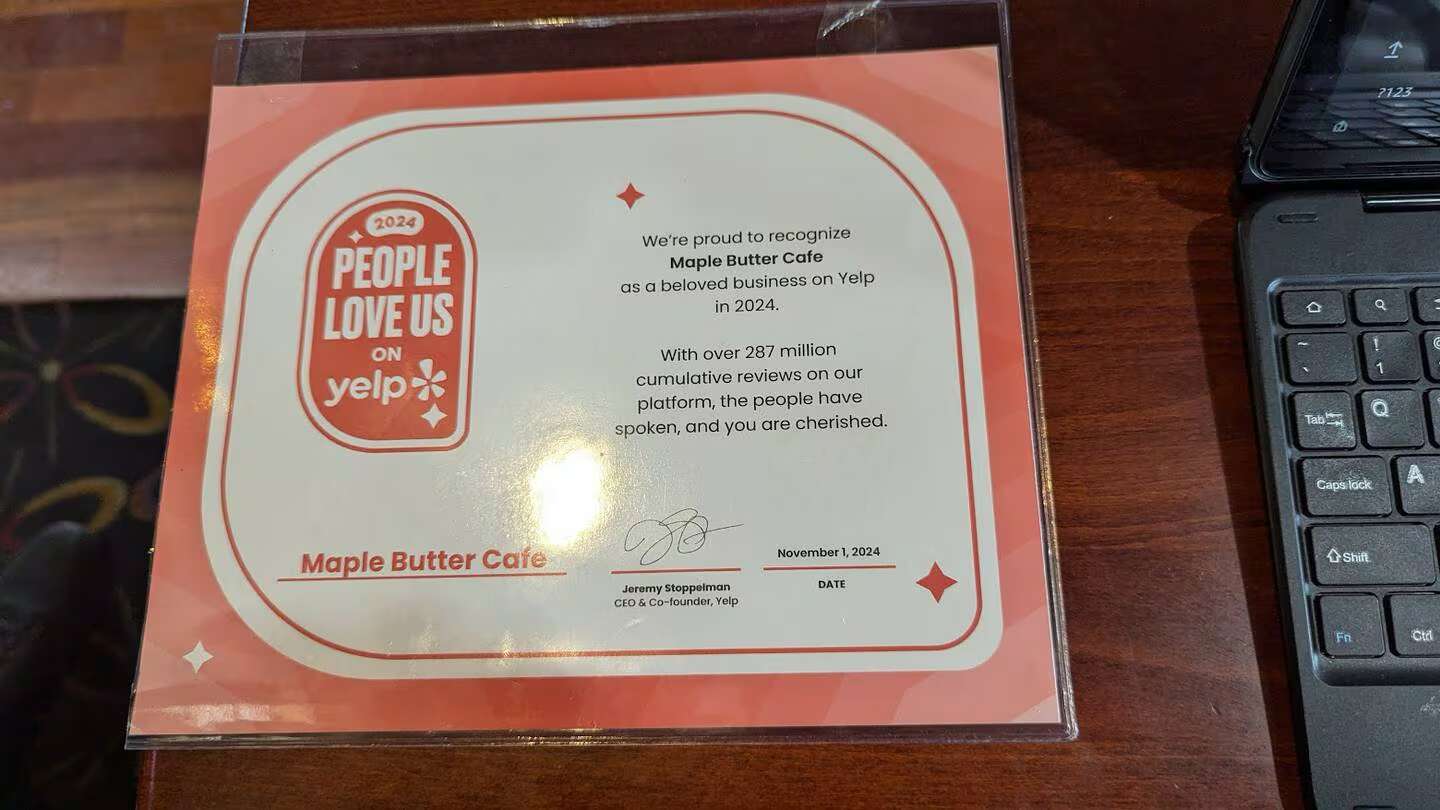 2024
PEOPLE
LOVE US
ON
yelp
We're proud to recognize
Maple Butter Cafe
as a beloved business on Yelp
in 2024.
With over 287 million
cumulative reviews on our
platform, the people have
spoken, and you are cherished.
Maple Butter Cafe
Jeremy Stoppelman
CEO & Co-founder, Yelp
November 1, 2024
DATE
?123
~
`
!
1
Tab
Q
Caps lock
A
Shift
Fn
Ctrl